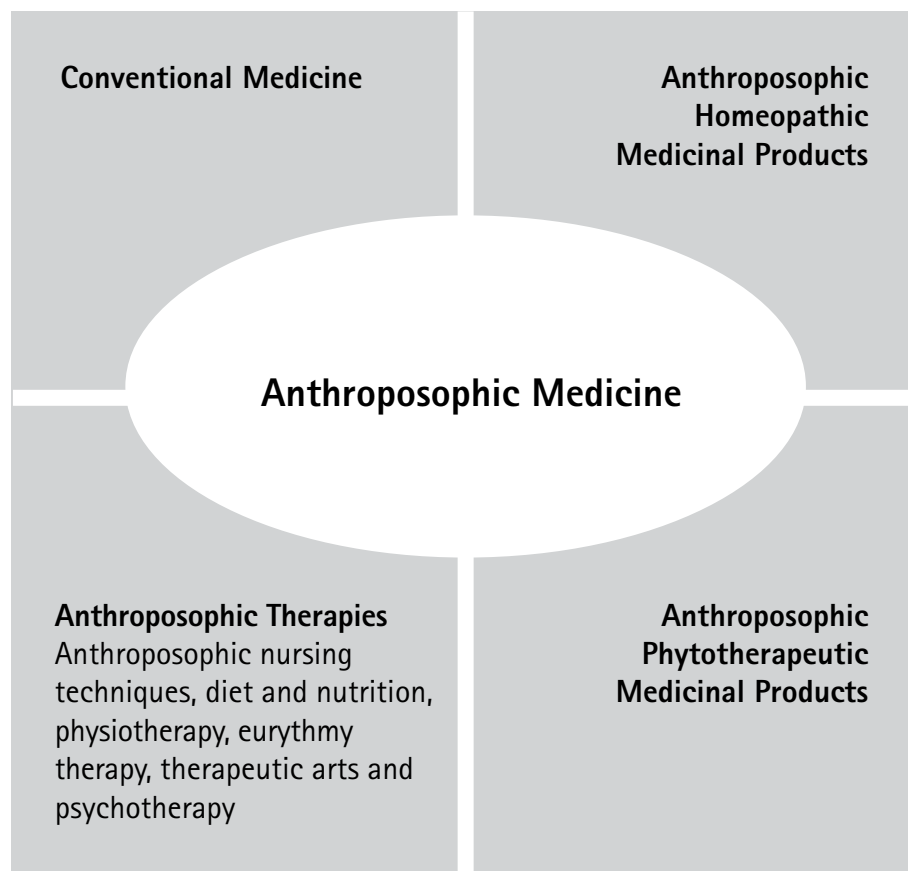 Conventional Medicine
Anthroposophic
Homeopathic
Medicinal Products
Anthroposophic Medicine
Anthroposophic Therapies
Anthroposophic nursing
techniques, diet and nutrition,
physiotherapy, eurythmy
therapy, therapeutic arts and
psychotherapy
Anthroposophic
Phytotherapeutic
Medicinal Products